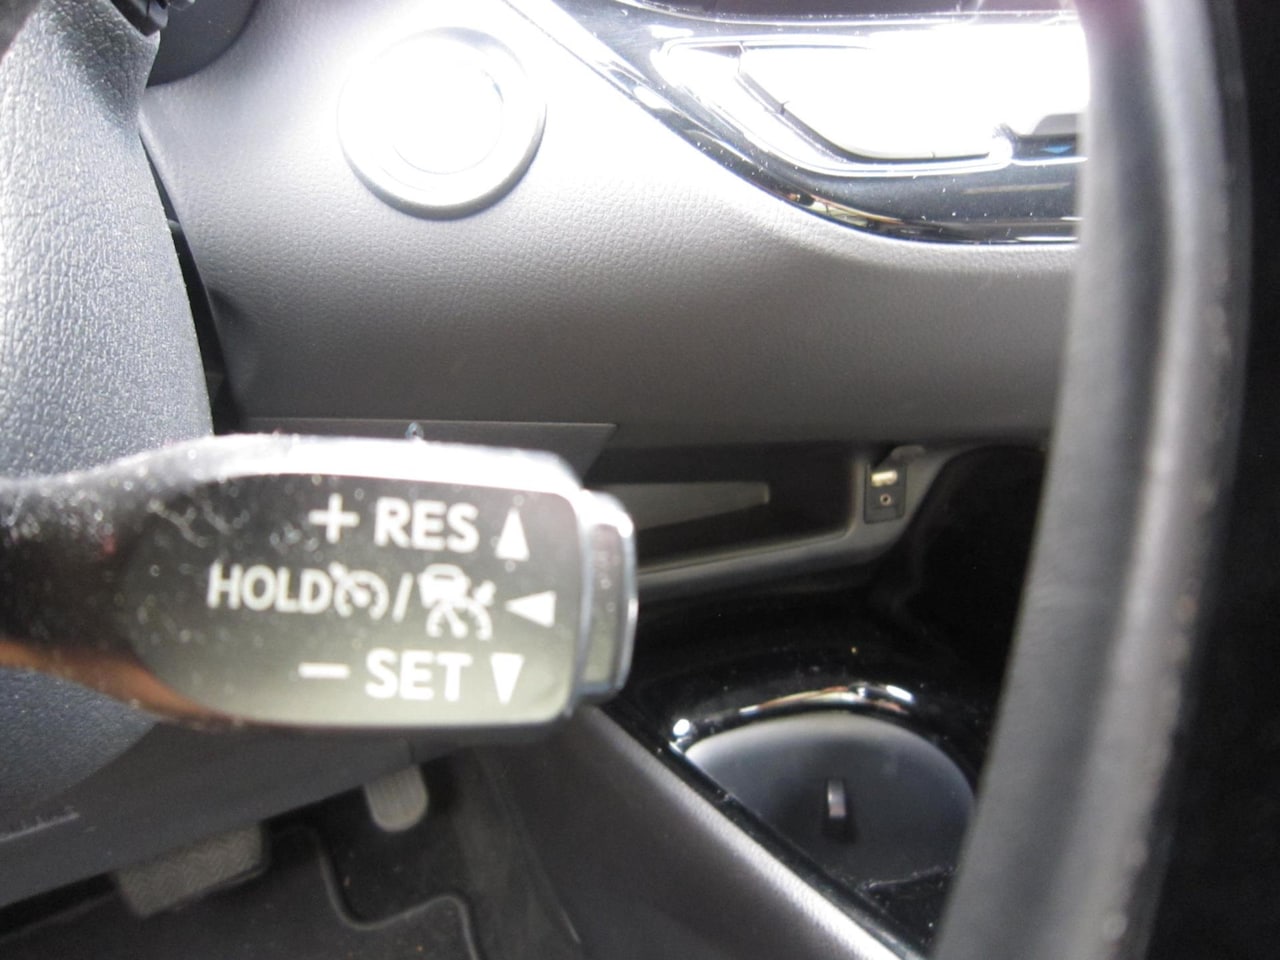 + RES ▲
HOLD / ◀
− SET ▼